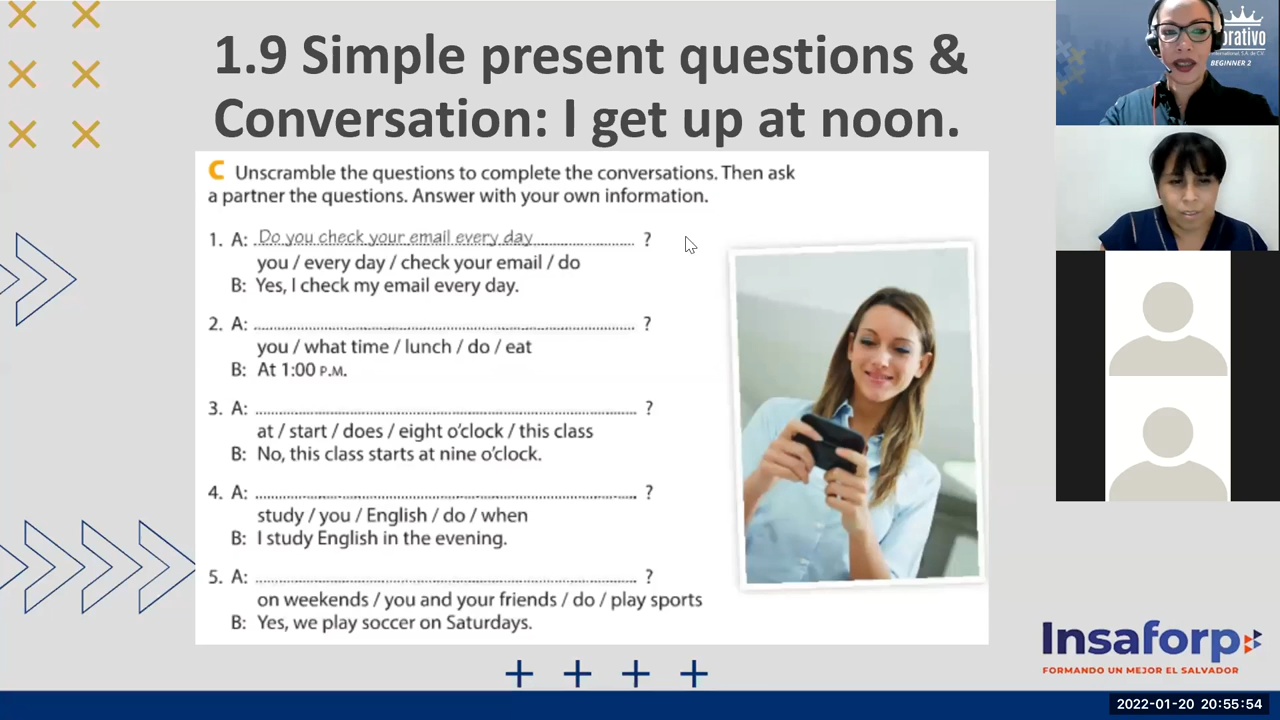 1.9 Simple present questions &
Conversation: I get up at noon.
C Unscramble the questions to complete the conversations. Then ask
a partner the questions. Answer with your own information.
1. A: Do you check your email every day ?
you / every day / check your email / do
B: Yes, I check my email every day.
2. A: ?
you / what time / lunch / do / eat
B: At 1:00 P.M.
3. A: ?
at / start / does / eight o'clock / this class
B: No, this class starts at nine o'clock.
4. A: ?
study / you / English / do / when
B: I study English in the evening.
5. A: ?
on weekends / you and your friends / do / play sports
B: Yes, we play soccer on Saturdays.
orativo
BEGINNER 2
Insaforp
FORMANDO UN MEJOR EL SALVADOR
2022-01-20 20:55:54